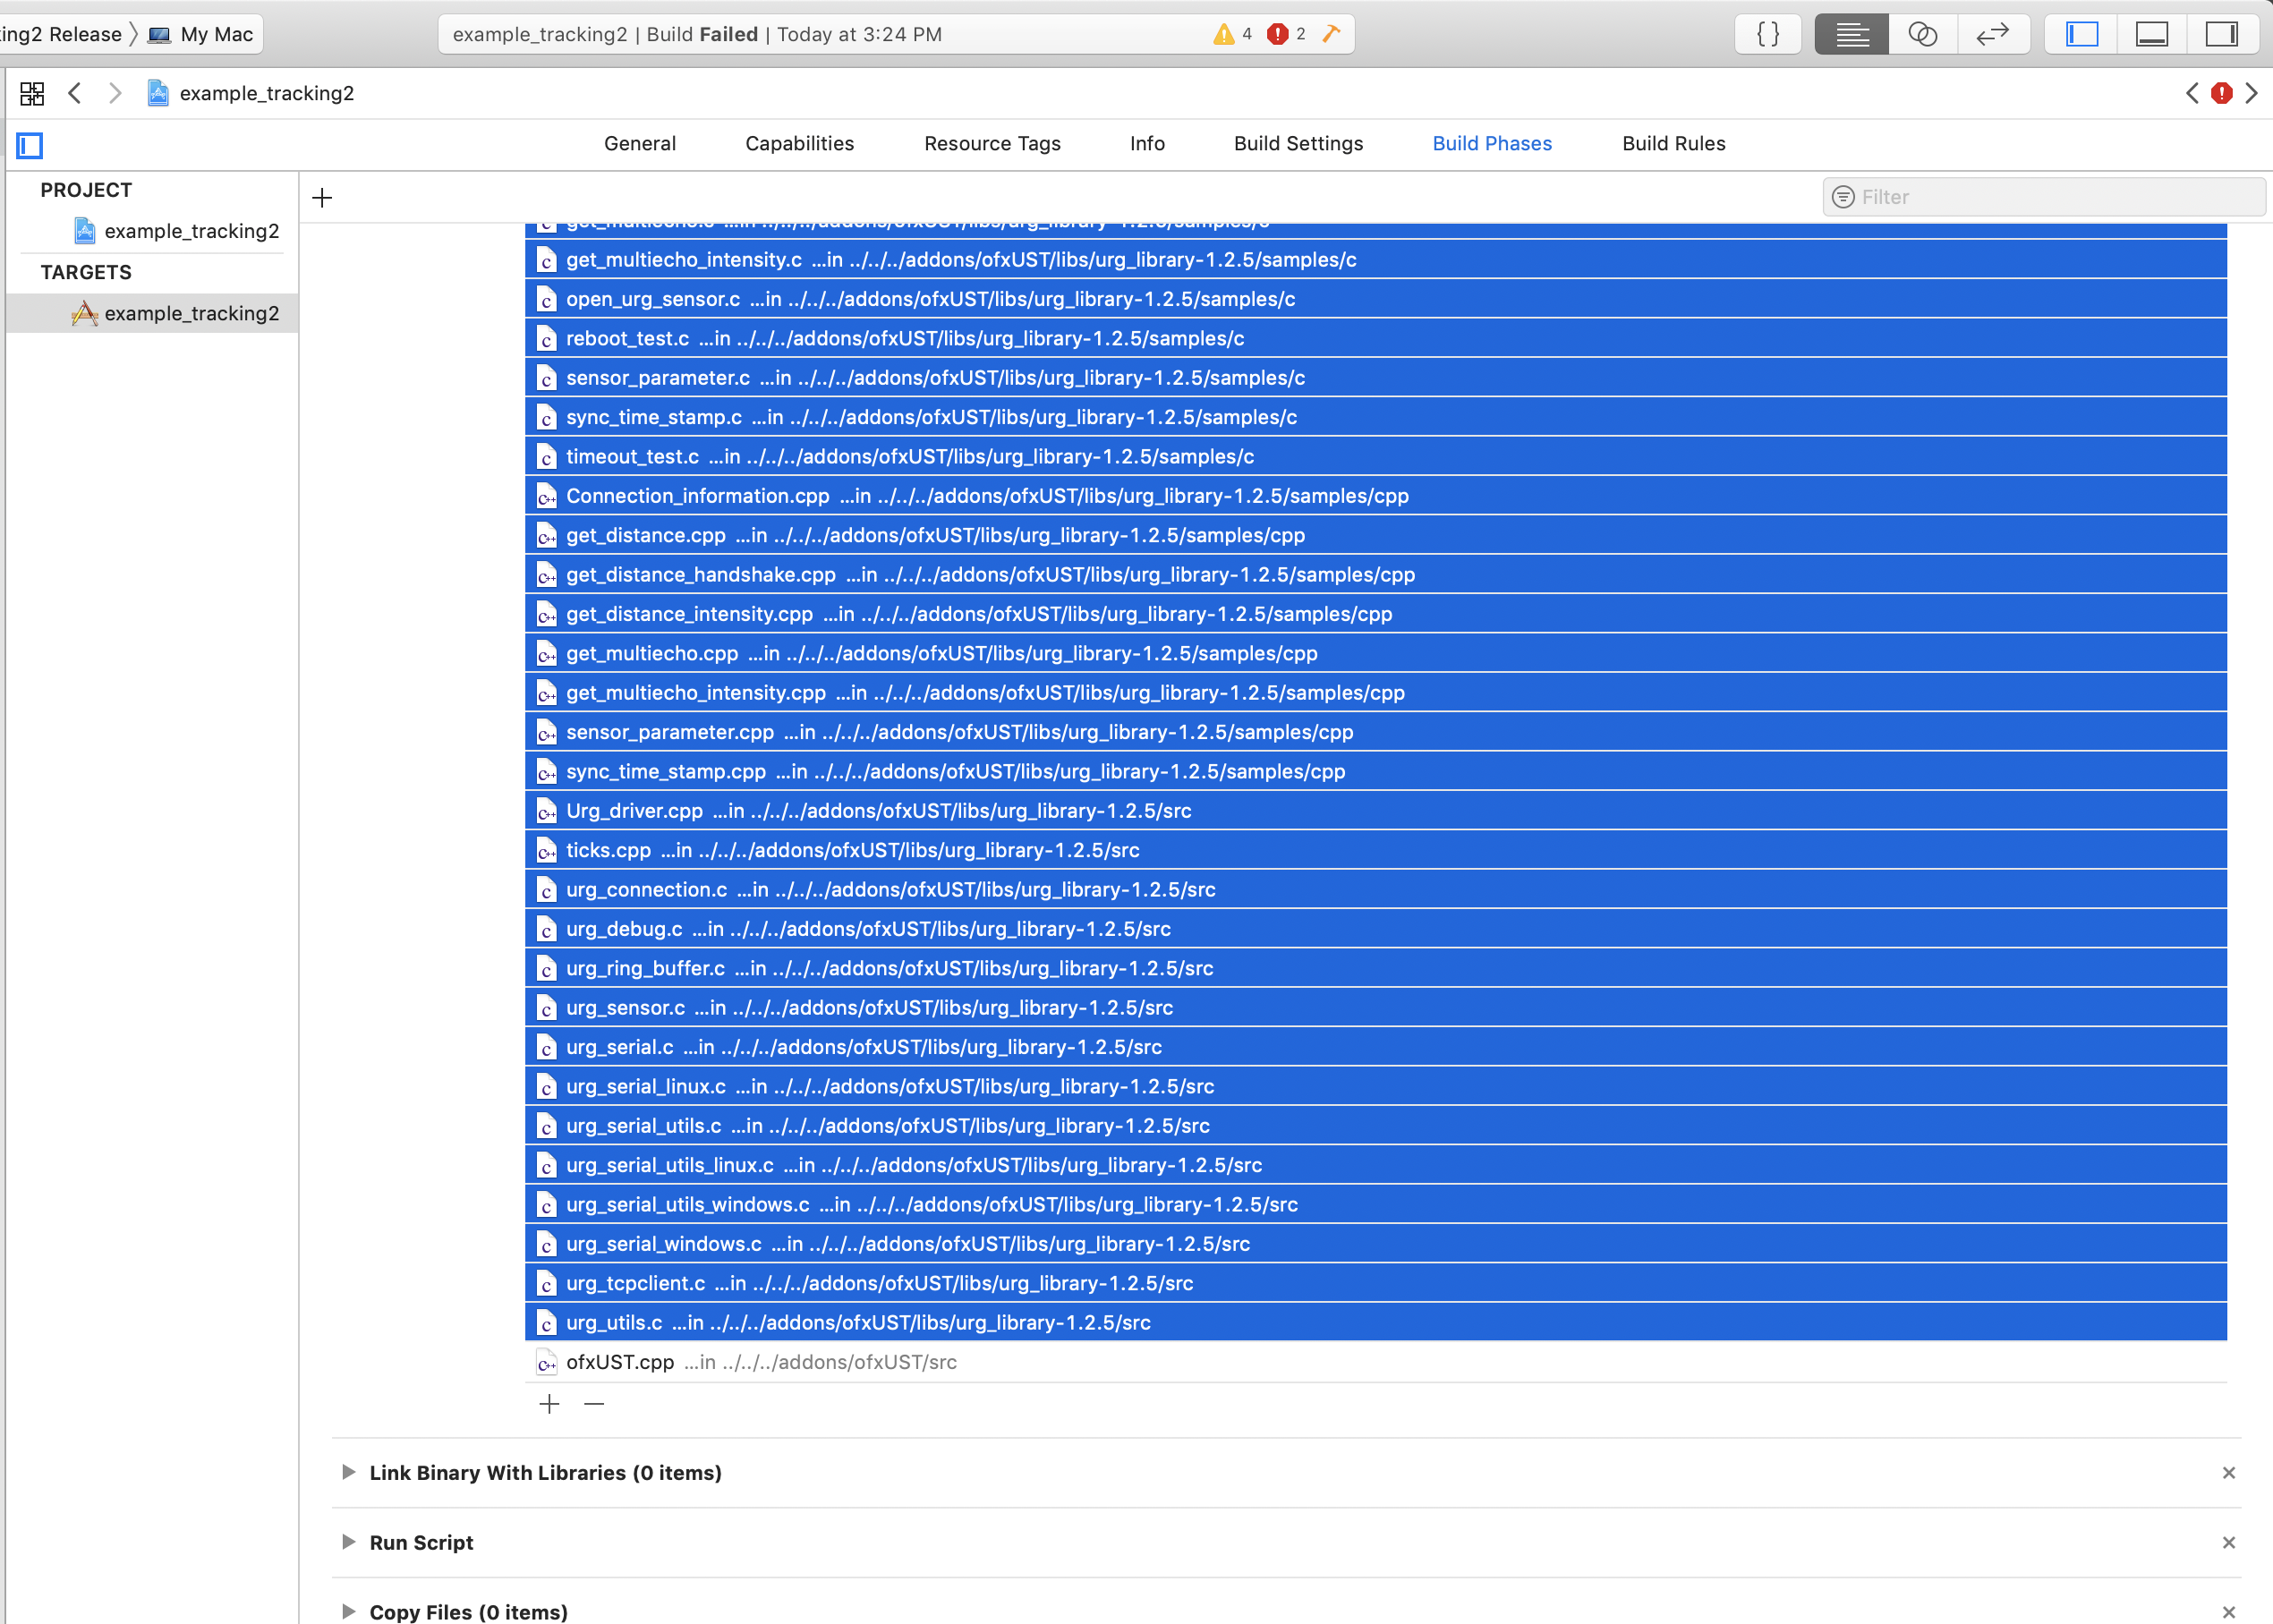 ing2 Release My Mac example_tracking2 | Build Failed | Today at 3:24 PM 4 2 { }
example_tracking2
General Capabilities Resource Tags Info Build Settings Build Phases Build Rules
PROJECT
example_tracking2
TARGETS
example_tracking2
Filter
get_multiecho.c ...in ../../../addons/ofxUST/libs/urg_library-1.2.5/samples/c
get_multiecho_intensity.c ...in ../../../addons/ofxUST/libs/urg_library-1.2.5/samples/c
open_urg_sensor.c ...in ../../../addons/ofxUST/libs/urg_library-1.2.5/samples/c
reboot_test.c ...in ../../../addons/ofxUST/libs/urg_library-1.2.5/samples/c
sensor_parameter.c ...in ../../../addons/ofxUST/libs/urg_library-1.2.5/samples/c
sync_time_stamp.c ...in ../../../addons/ofxUST/libs/urg_library-1.2.5/samples/c
timeout_test.c ...in ../../../addons/ofxUST/libs/urg_library-1.2.5/samples/c
Connection_information.cpp ...in ../../../addons/ofxUST/libs/urg_library-1.2.5/samples/cpp
get_distance.cpp ...in ../../../addons/ofxUST/libs/urg_library-1.2.5/samples/cpp
get_distance_handshake.cpp ...in ../../../addons/ofxUST/libs/urg_library-1.2.5/samples/cpp
get_distance_intensity.cpp ...in ../../../addons/ofxUST/libs/urg_library-1.2.5/samples/cpp
get_multiecho.cpp ...in ../../../addons/ofxUST/libs/urg_library-1.2.5/samples/cpp
get_multiecho_intensity.cpp ...in ../../../addons/ofxUST/libs/urg_library-1.2.5/samples/cpp
sensor_parameter.cpp ...in ../../../addons/ofxUST/libs/urg_library-1.2.5/samples/cpp
sync_time_stamp.cpp ...in ../../../addons/ofxUST/libs/urg_library-1.2.5/samples/cpp
Urg_driver.cpp ...in ../../../addons/ofxUST/libs/urg_library-1.2.5/src
ticks.cpp ...in ../../../addons/ofxUST/libs/urg_library-1.2.5/src
urg_connection.c ...in ../../../addons/ofxUST/libs/urg_library-1.2.5/src
urg_debug.c ...in ../../../addons/ofxUST/libs/urg_library-1.2.5/src
urg_ring_buffer.c ...in ../../../addons/ofxUST/libs/urg_library-1.2.5/src
urg_sensor.c ...in ../../../addons/ofxUST/libs/urg_library-1.2.5/src
urg_serial.c ...in ../../../addons/ofxUST/libs/urg_library-1.2.5/src
urg_serial_linux.c ...in ../../../addons/ofxUST/libs/urg_library-1.2.5/src
urg_serial_utils.c ...in ../../../addons/ofxUST/libs/urg_library-1.2.5/src
urg_serial_utils_linux.c ...in ../../../addons/ofxUST/libs/urg_library-1.2.5/src
urg_serial_utils_windows.c ...in ../../../addons/ofxUST/libs/urg_library-1.2.5/src
urg_serial_windows.c ...in ../../../addons/ofxUST/libs/urg_library-1.2.5/src
urg_tcpclient.c ...in ../../../addons/ofxUST/libs/urg_library-1.2.5/src
urg_utils.c ...in ../../../addons/ofxUST/libs/urg_library-1.2.5/src
ofxUST.cpp ...in ../../../addons/ofxUST/src
Link Binary With Libraries (0 items)
Run Script
Copy Files (0 items)